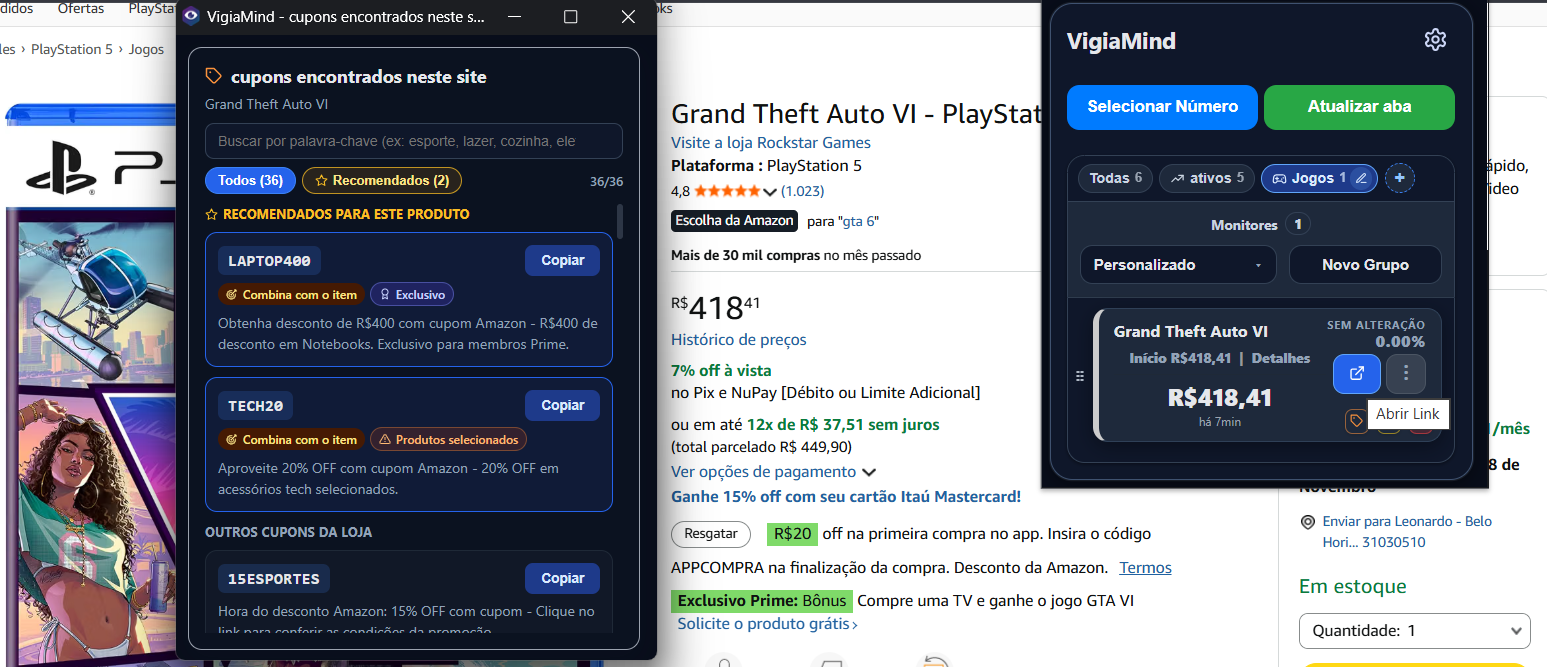 didos Ofertas PlaySta
les › PlayStation 5 › Jogos
VigiaMind - cupons encontrados neste s...
cupons encontrados neste site
Grand Theft Auto VI
Buscar por palavra-chave (ex: esporte, lazer, cozinha, ele
Todos (36)
Recomendados (2)
36/36
RECOMENDADOS PARA ESTE PRODUTO
LAPTOP400
Copiar
Combina com o item
Exclusivo
Obtenha desconto de R$400 com cupom Amazon - R$400 de
desconto em Notebooks. Exclusivo para membros Prime.
TECH20
Copiar
Combina com o item
Produtos selecionados
Aproveite 20% OFF com cupom Amazon - 20% OFF em
acessórios tech selecionados.
OUTROS CUPONS DA LOJA
15ESPORTES
Copiar
Hora do desconto Amazon: 15% OFF com cupom - Clique no
link para conferir as condições da promoção.
ks
Grand Theft Auto VI - PlayStat
Visite a loja Rockstar Games
Plataforma : PlayStation 5
4,8 (1.023)
Escolha da Amazon para "gta 6"
Mais de 30 mil compras no mês passado
R$41841
Histórico de preços
7% off à vista
no Pix e NuPay [Débito ou Limite Adicional]
ou em até 12x de R$ 37,51 sem juros
(total parcelado R$ 449,90)
Ver opções de pagamento
Ganhe 15% off com seu cartão Itaú Mastercard!
Resgatar R$20 off na primeira compra no app. Insira o código
APPCOMPRA na finalização da compra. Desconto da Amazon. Termos
Exclusivo Prime: Bônus Compre uma TV e ganhe o jogo GTA VI
Solicite o produto grátis ›
VigiaMind
Selecionar Número
Atualizar aba
Todas 6
ativos 5
Jogos 1
+
Monitores 1
Personalizado
Novo Grupo
Grand Theft Auto VI
SEM ALTERAÇÃO
0.00%
Início R$418,41 | Detalhes
R$418,41
há 7min
Abrir Link
ápido,
ideo
/mês
8 de
Novembro
Enviar para Leonardo - Belo
Hori... 31030510
Em estoque
Quantidade: 1